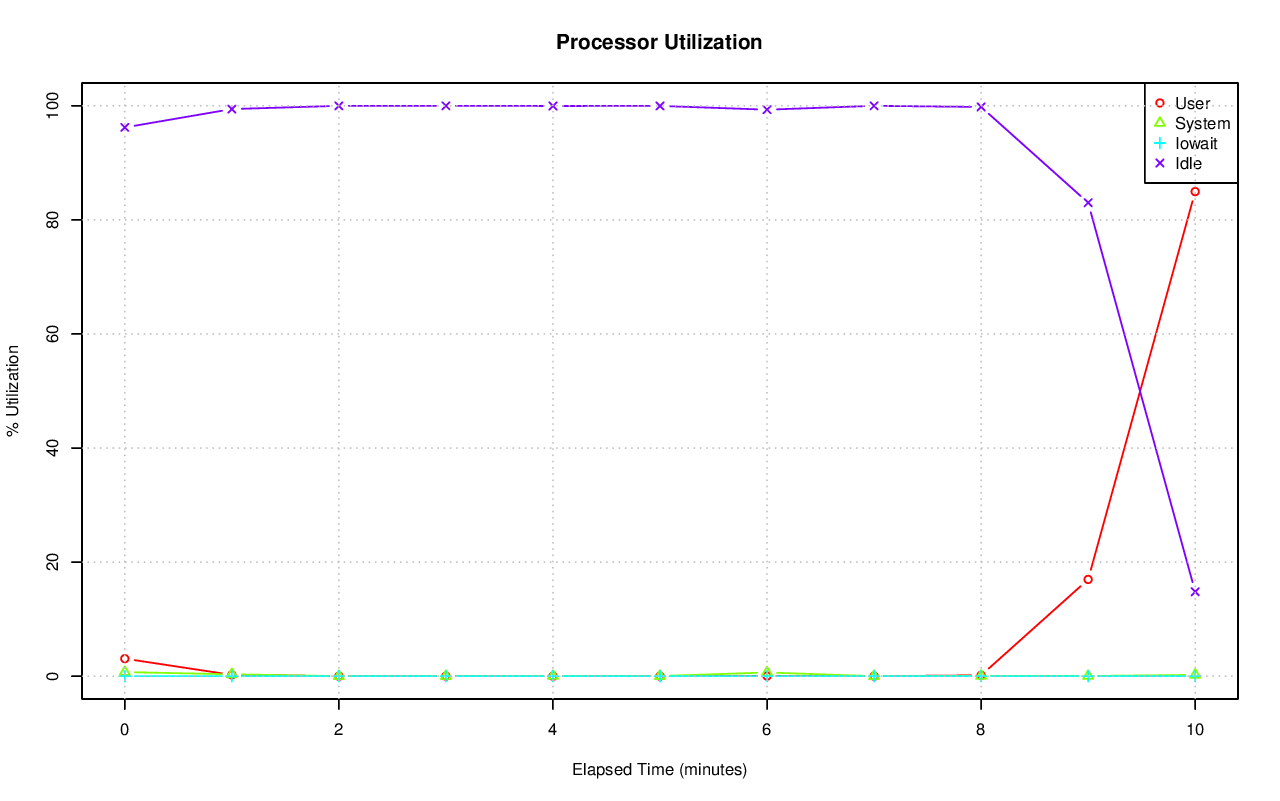 Processor Utilization
% Utilization
100
80
60
40
20
0
User
System
Iowait
Idle
0 2 4 6 8 10
Elapsed Time (minutes)